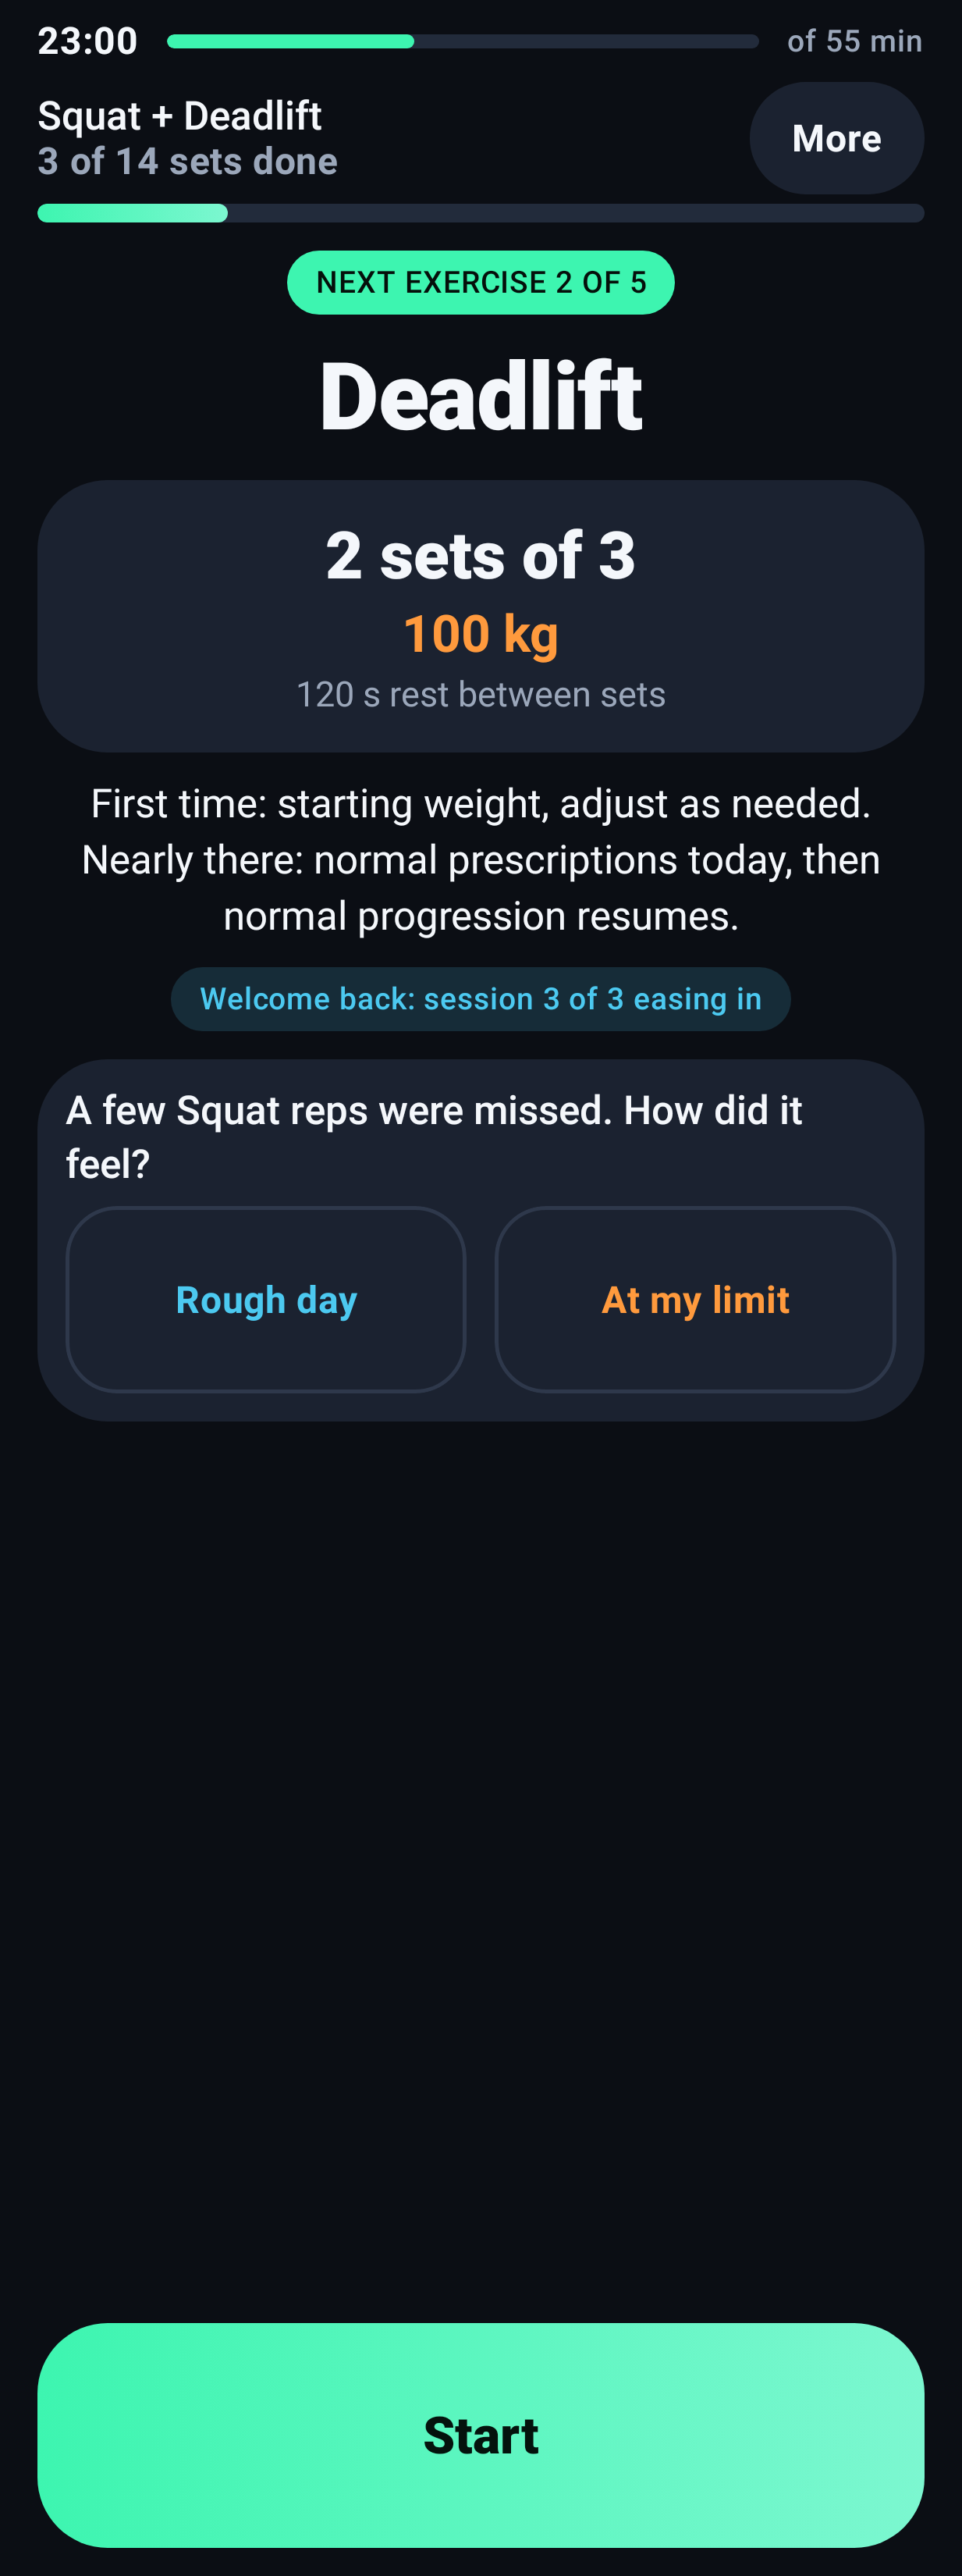 23:00
of 55 min
Squat + Deadlift
3 of 14 sets done
More
NEXT EXERCISE 2 OF 5
Deadlift
2 sets of 3
100 kg
120 s rest between sets
First time: starting weight, adjust as needed.
Nearly there: normal prescriptions today, then
normal progression resumes.
Welcome back: session 3 of 3 easing in
A few Squat reps were missed. How did it
feel?
Rough day
At my limit
Start